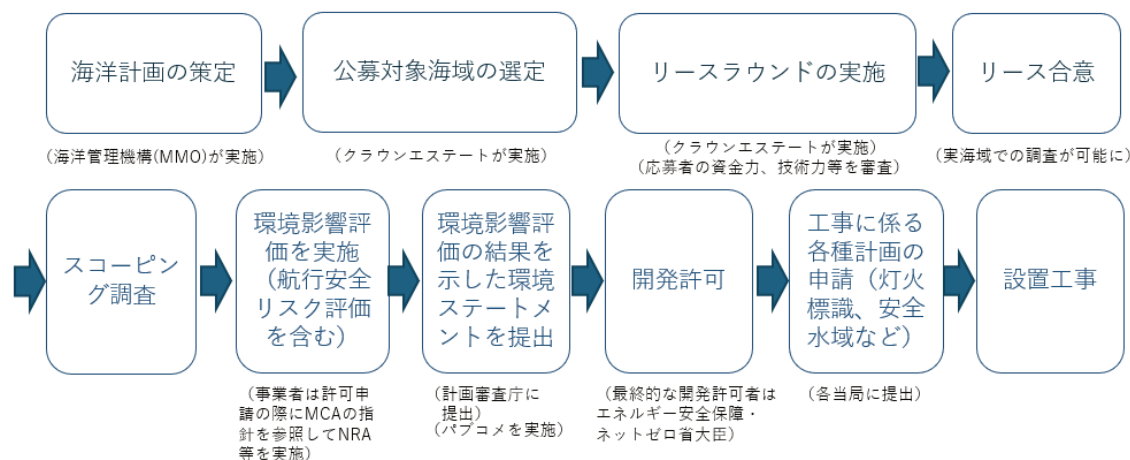 海洋計画の策定
公募対象海域の選定
リースラウンドの実施
リース合意
（海洋管理機構(MMO)が実施）
（クラウンエステートが実施）
（クラウンエステートが実施）
（応募者の資金力、技術力等を審査）
（実海域での調査が可能に）
スコーピン
グ調査
環境影響評
価を実施
（航行安全
リスク評価
を含む）
環境影響評
価の結果を
示した環境
ステートメ
ントを提出
開発許可
工事に係る
各種計画の
申請（灯火
標識、安全
水域など）
設置工事
（事業者は許可申
請の際にMCAの指
針を参照してNRA
等を実施）
（計画審査庁に
提出）
（パブコメを実施）
（最終的な開発許可者は
エネルギー安全保障・
ネットゼロ省大臣）
（各当局に提出）